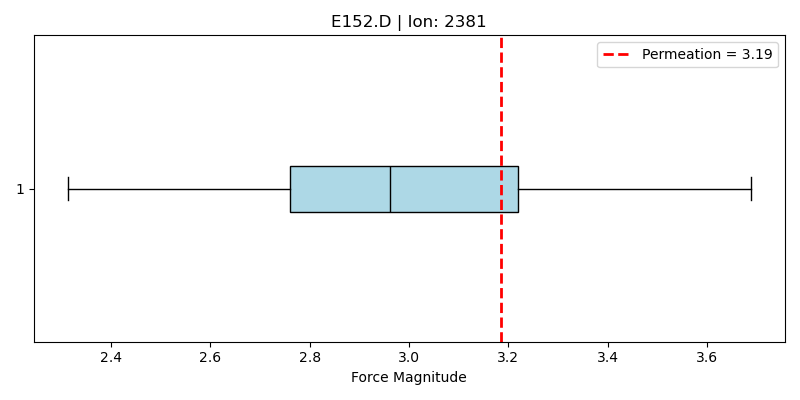 E152.D | Ion: 2381
Permeation = 3.19
1
2.4 2.6 2.8 3.0 3.2 3.4 3.6
Force Magnitude